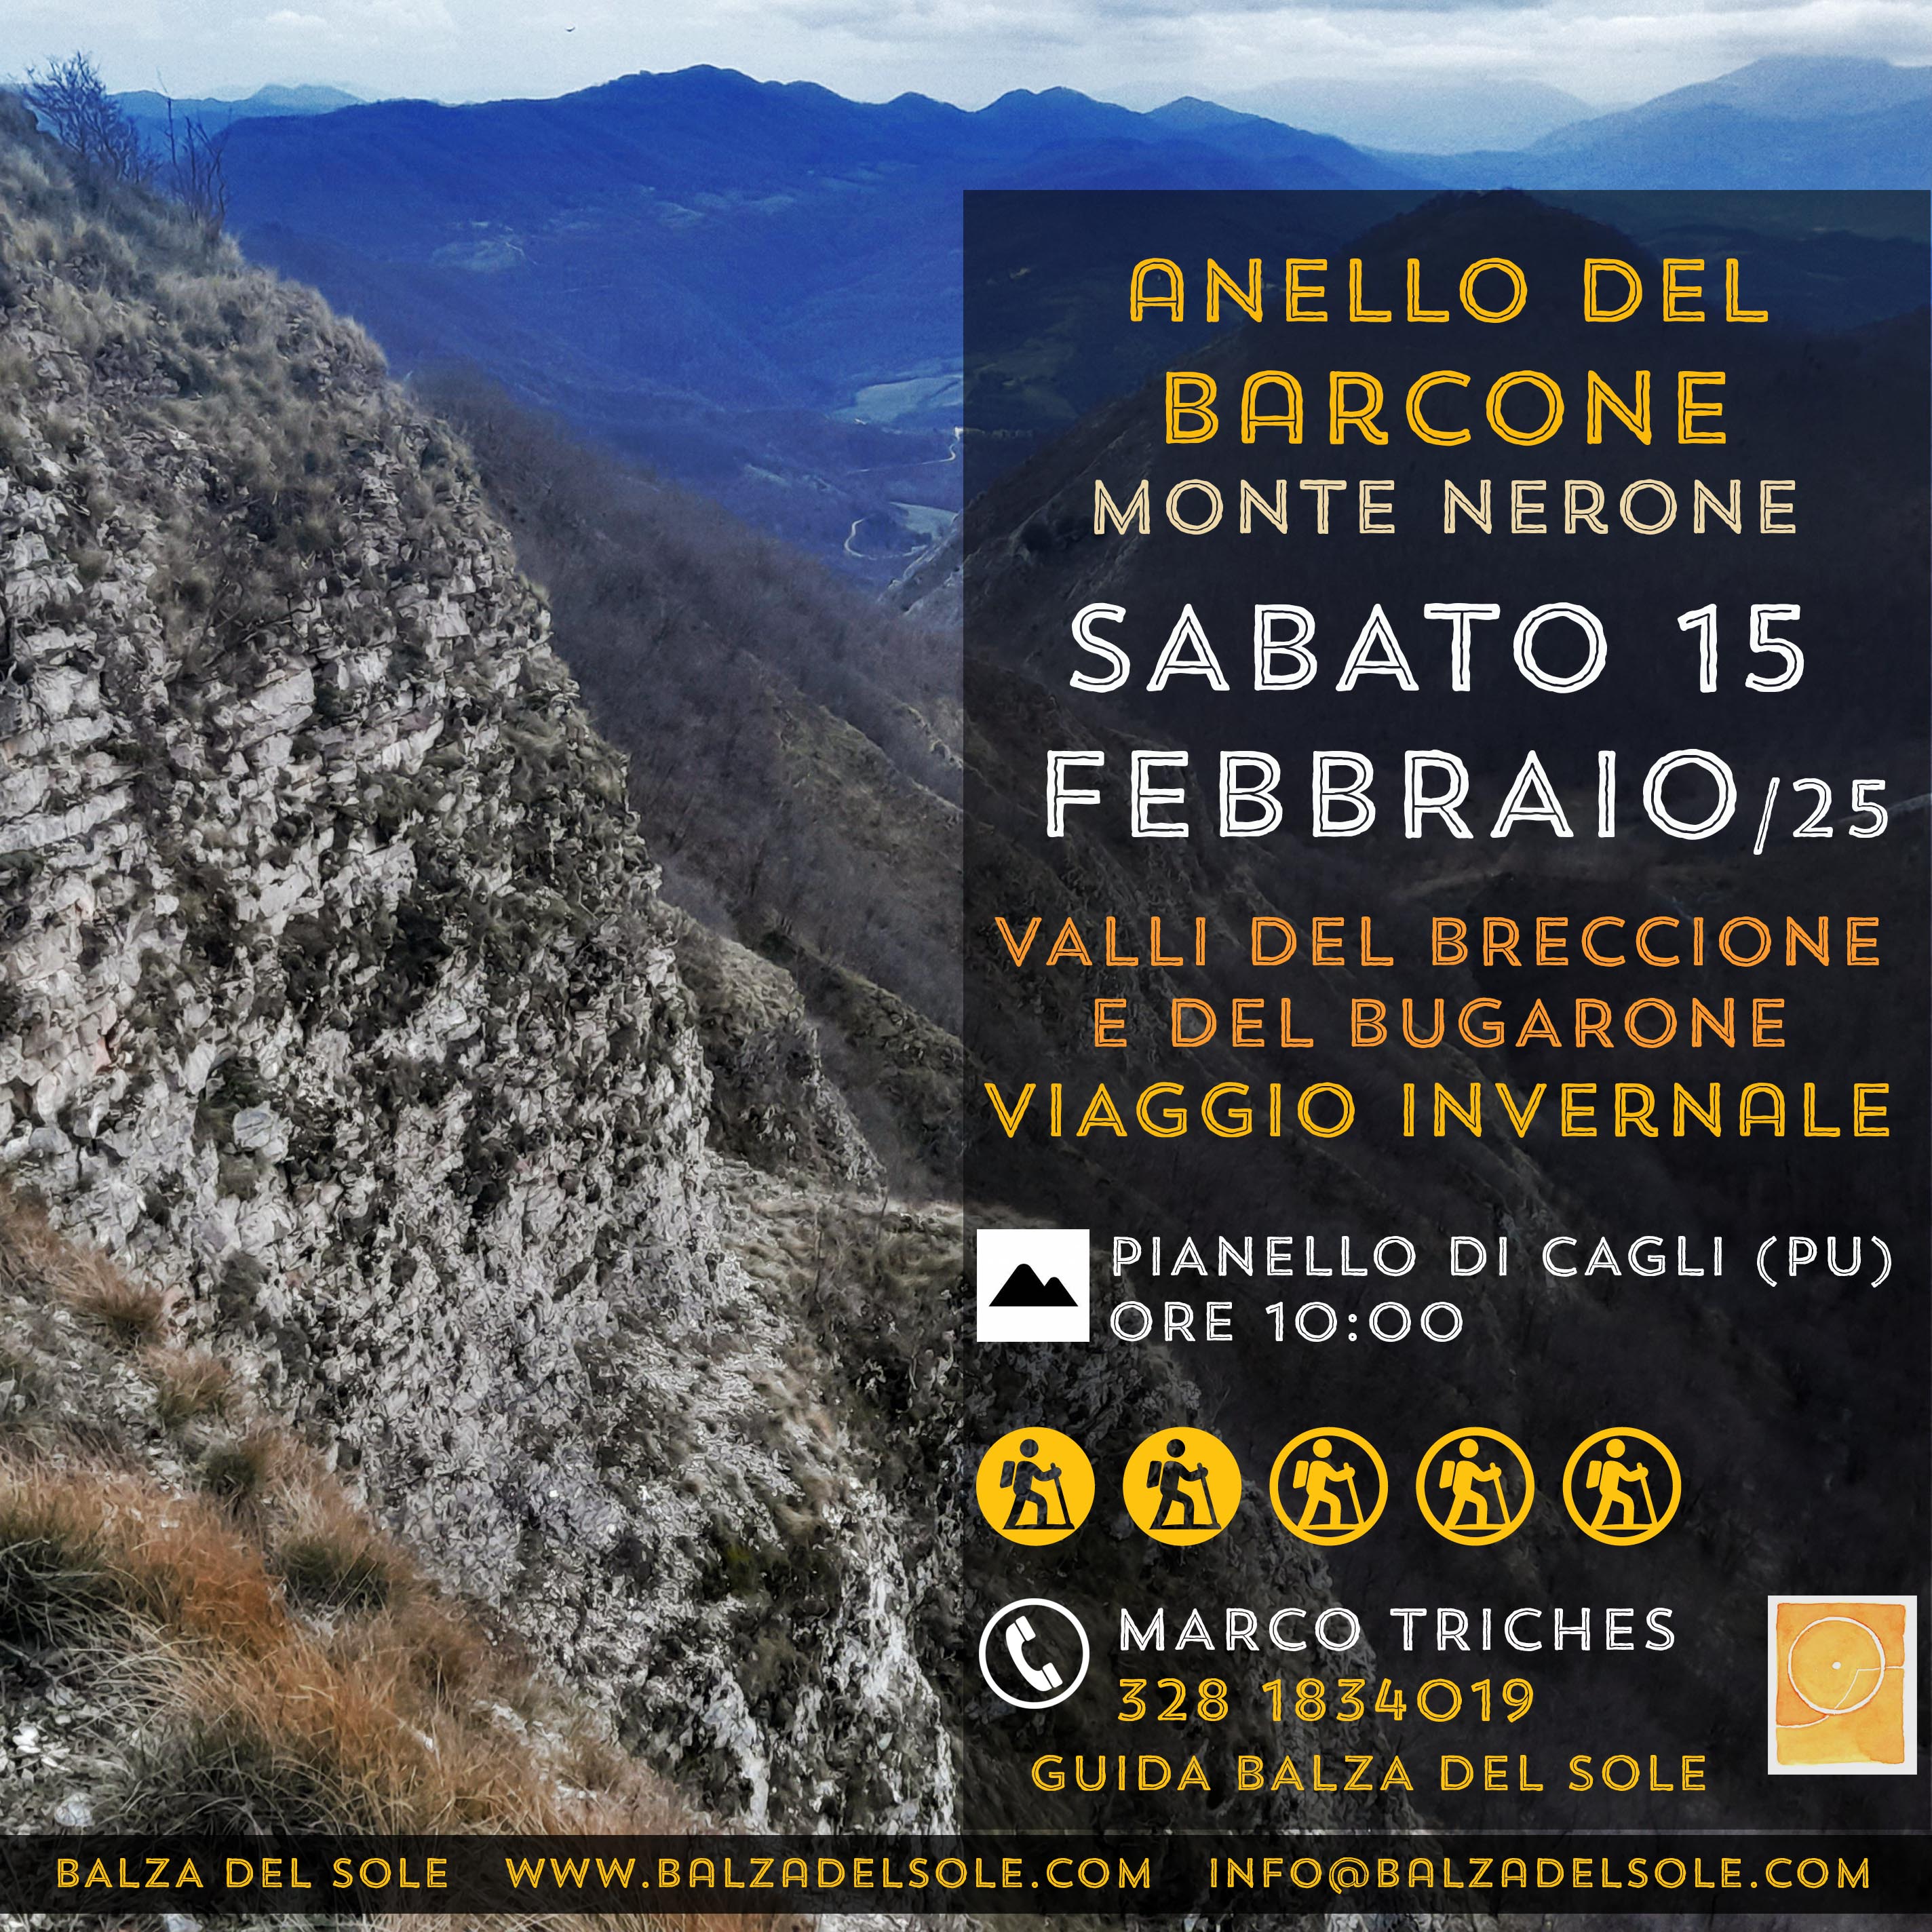 ANELLO DEL
BARCONE
MONTE NERONE
SABATO 15
FEBBRAIO/25
VALLI DEL BRECCIONE
E DEL BUGARONE
VIAGGIO INVERNALE
PIANELLO DI CAGLI (PU)
ORE 10:00
MARCO TRICHES
328 1834019
GUIDA BALZA DEL SOLE
BALZA DEL SOLE WWW.BALZADELSOLE.COM INFO@BALZADELSOLE.COM